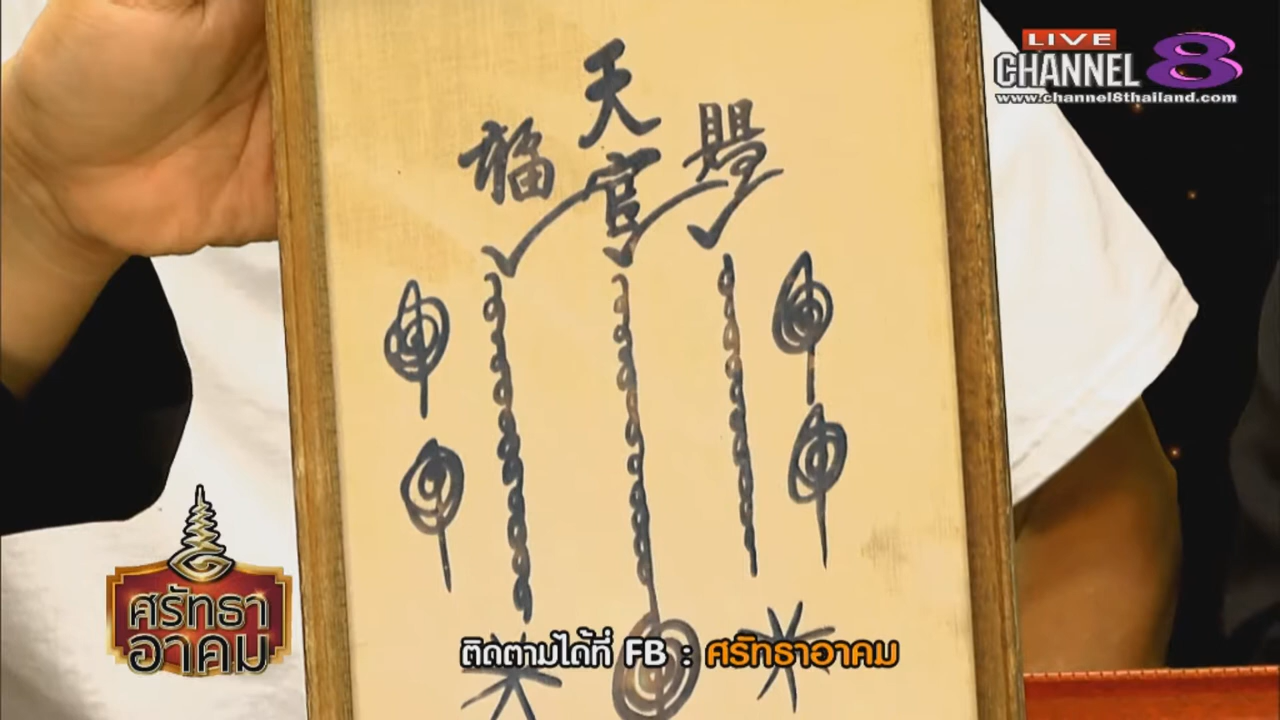 LIVE
CHANNEL 8
www.channel8thailand.com
天
福 官 賜
ศรัทธา
อาคม
ติดตามได้ที่ FB : ศรัทธาอาคม